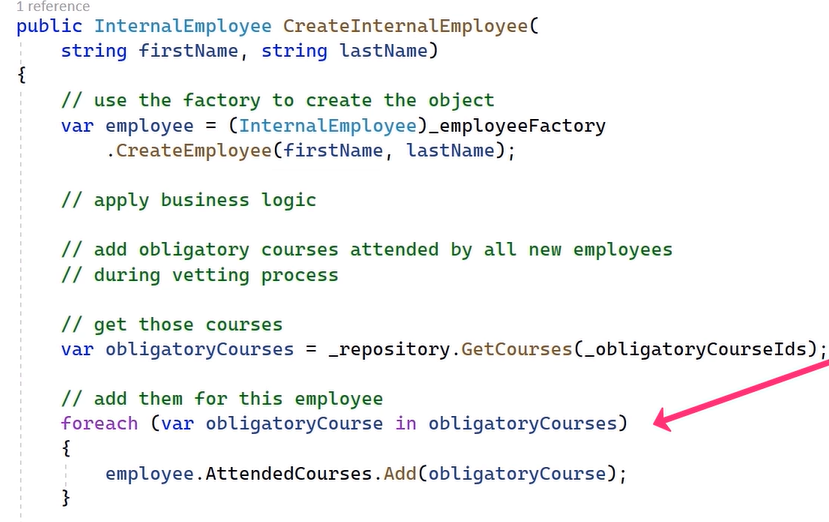 1 reference
public InternalEmployee CreateInternalEmployee(
    string firstName, string lastName)
{
    // use the factory to create the object
    var employee = (InternalEmployee)_employeeFactory
        .CreateEmployee(firstName, lastName);

    // apply business logic

    // add obligatory courses attended by all new employees
    // during vetting process

    // get those courses
    var obligatoryCourses = _repository.GetCourses(_obligatoryCourseIds);

    // add them for this employee
    foreach (var obligatoryCourse in obligatoryCourses)
    {
        employee.AttendedCourses.Add(obligatoryCourse);
    }